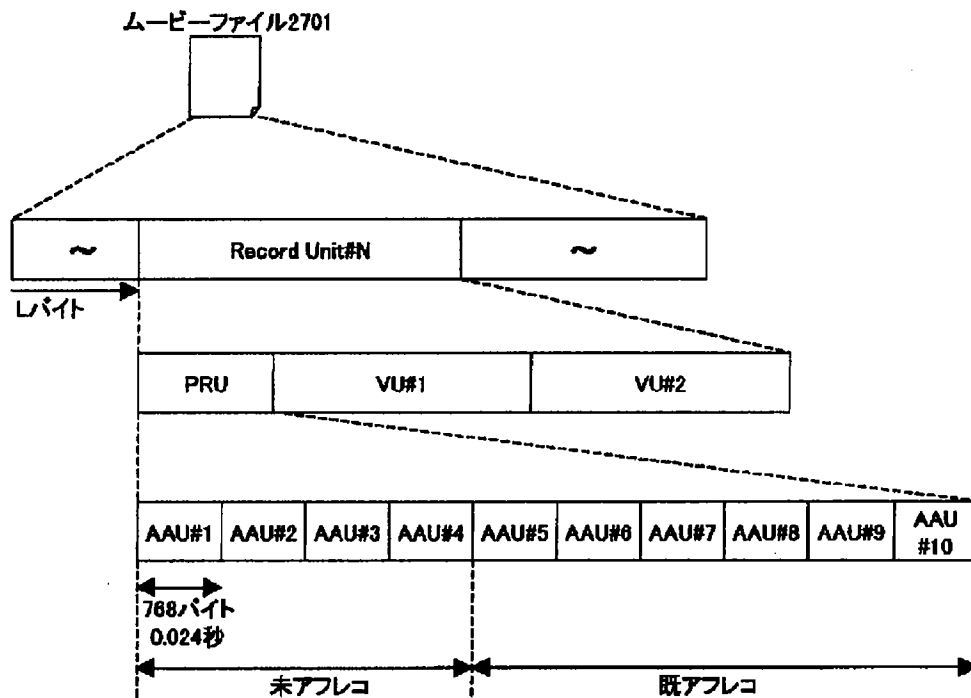 ムービーファイル2701
～ Record Unit#N ～
Lバイト
PRU VU#1 VU#2
AAU#1 AAU#2 AAU#3 AAU#4 AAU#5 AAU#6 AAU#7 AAU#8 AAU#9 AAU
#10
768バイト
0.024秒
未アフレコ 既アフレコ